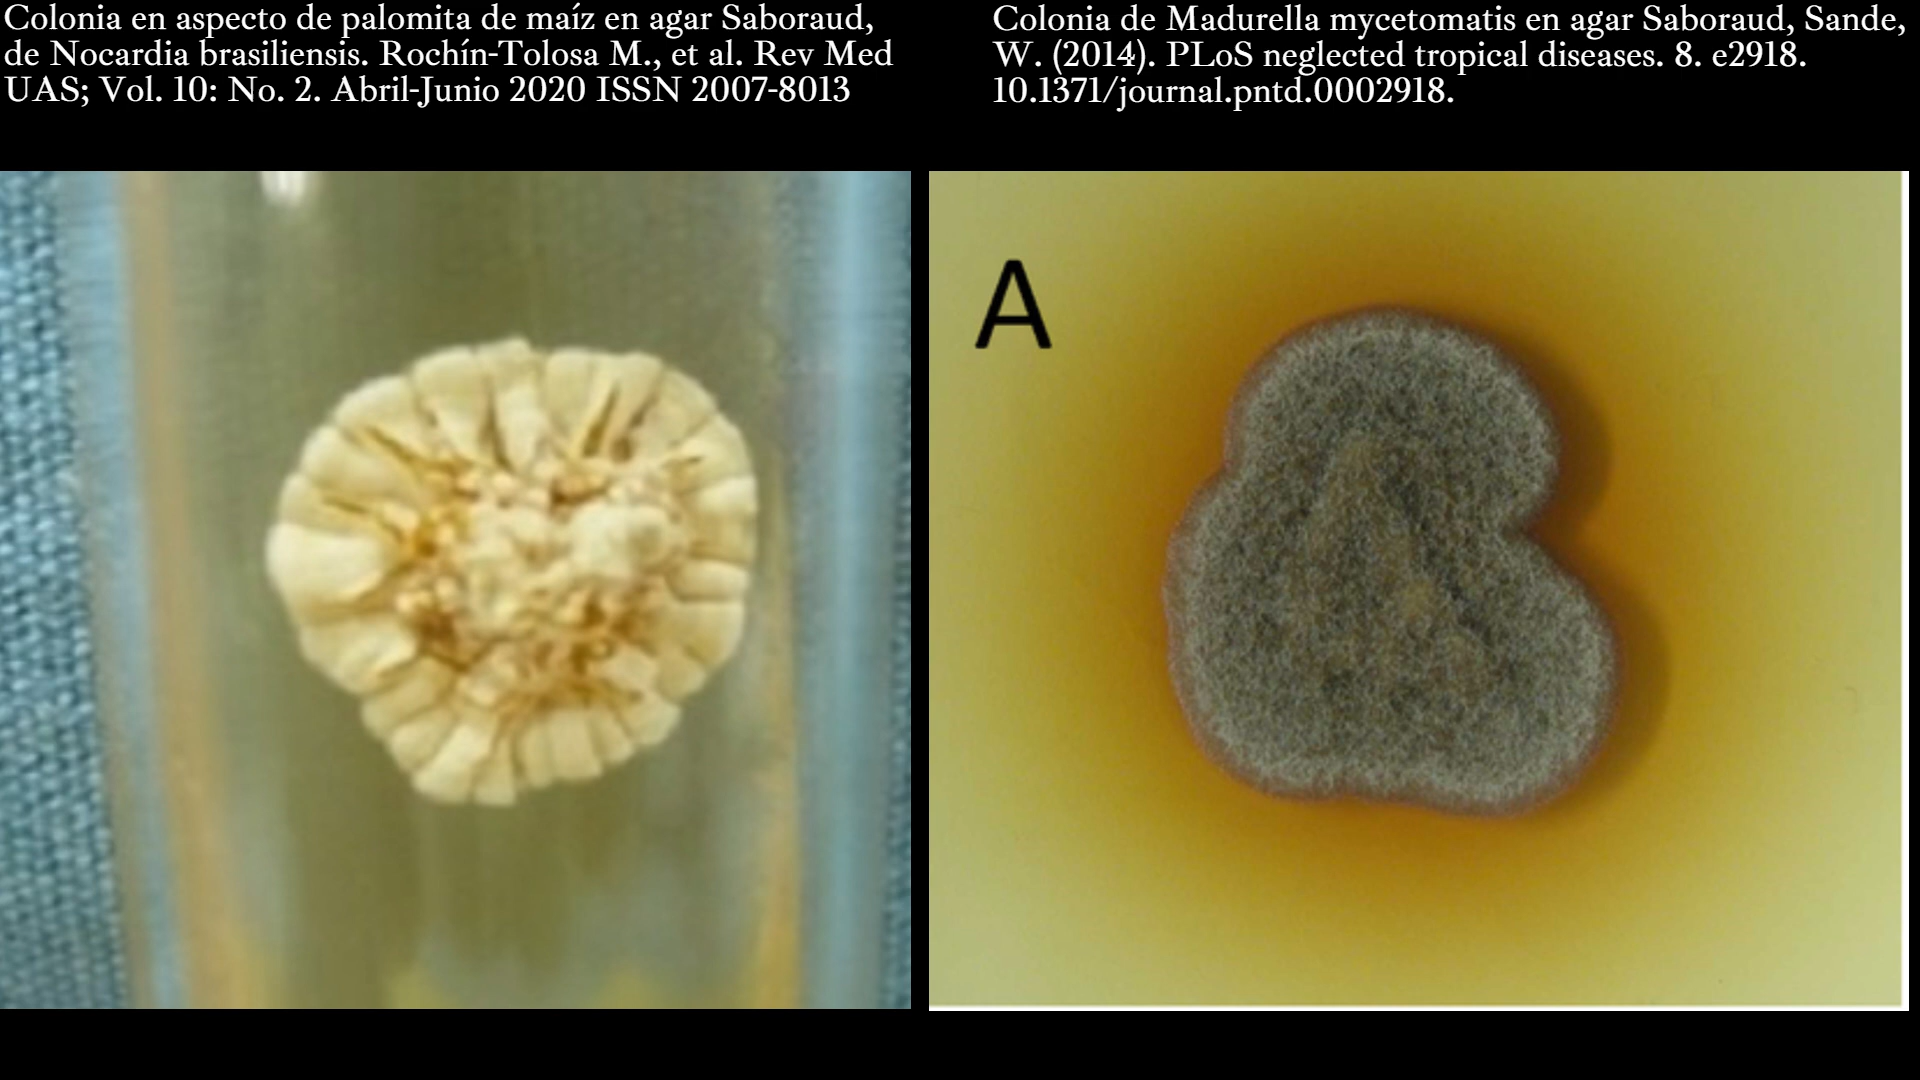 Colonia en aspecto de palomita de maíz en agar Saboraud,
de Nocardia brasiliensis. Rochín-Tolosa M., et al. Rev Med
UAS; Vol. 10: No. 2. Abril-Junio 2020 ISSN 2007-8013
Colonia de Madurella mycetomatis en agar Saboraud, Sande,
W. (2014). PLoS neglected tropical diseases. 8. e2918.
10.1371/journal.pntd.0002918.
A